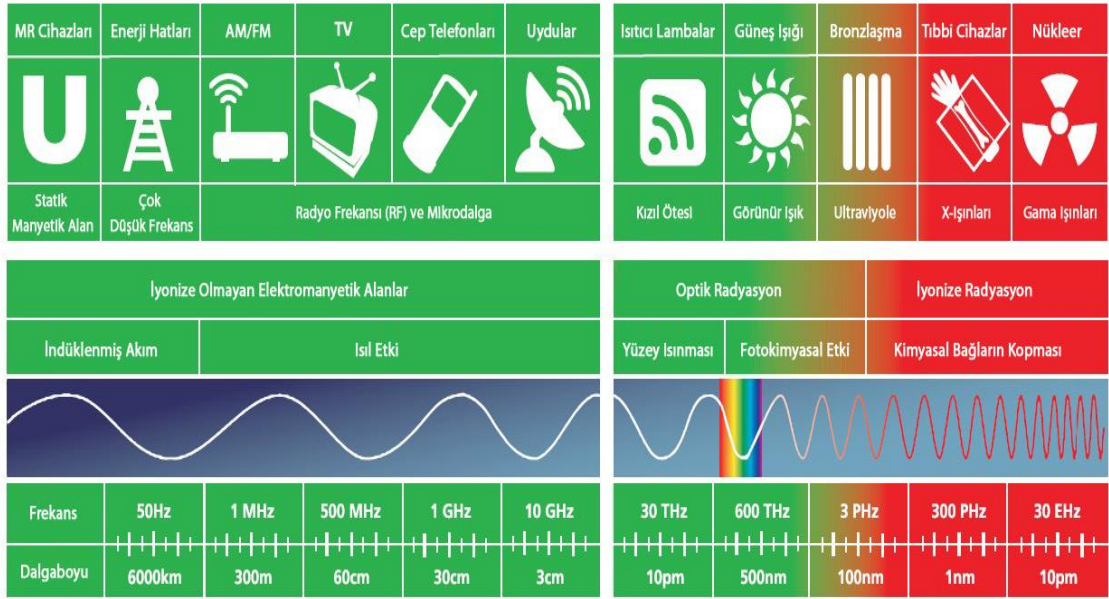 MR Cihazları Enerji Hatları AM/FM TV Cep Telefonları Uydular Isıtıcı Lambalar Güneş Işığı Bronzlaşma Tıbbi Cihazlar Nükleer
Statik Manyetik Alan
Çok Düşük Frekans
Radyo Frekansı (RF) ve Mikrodalga
Kızıl Ötesi Görünür Işık Ultraviyole X-Işınları Gama Işınları
İyonize Olmayan Elektromanyetik Alanlar Optik Radyasyon İyonize Radyasyon
İndüklenmiş Akım Isıl Etki Yüzey Isınması Fotokimyasal Etki Kimyasal Bağların Kopması
Frekans 50Hz 1 MHz 500 MHz 1 GHz 10 GHz 30 THz 600 THz 3 PHz 300 PHz 30 EHz
Dalgaboyu 6000km 300m 60cm 30cm 3cm 10pm 500nm 100nm 1nm 10pm